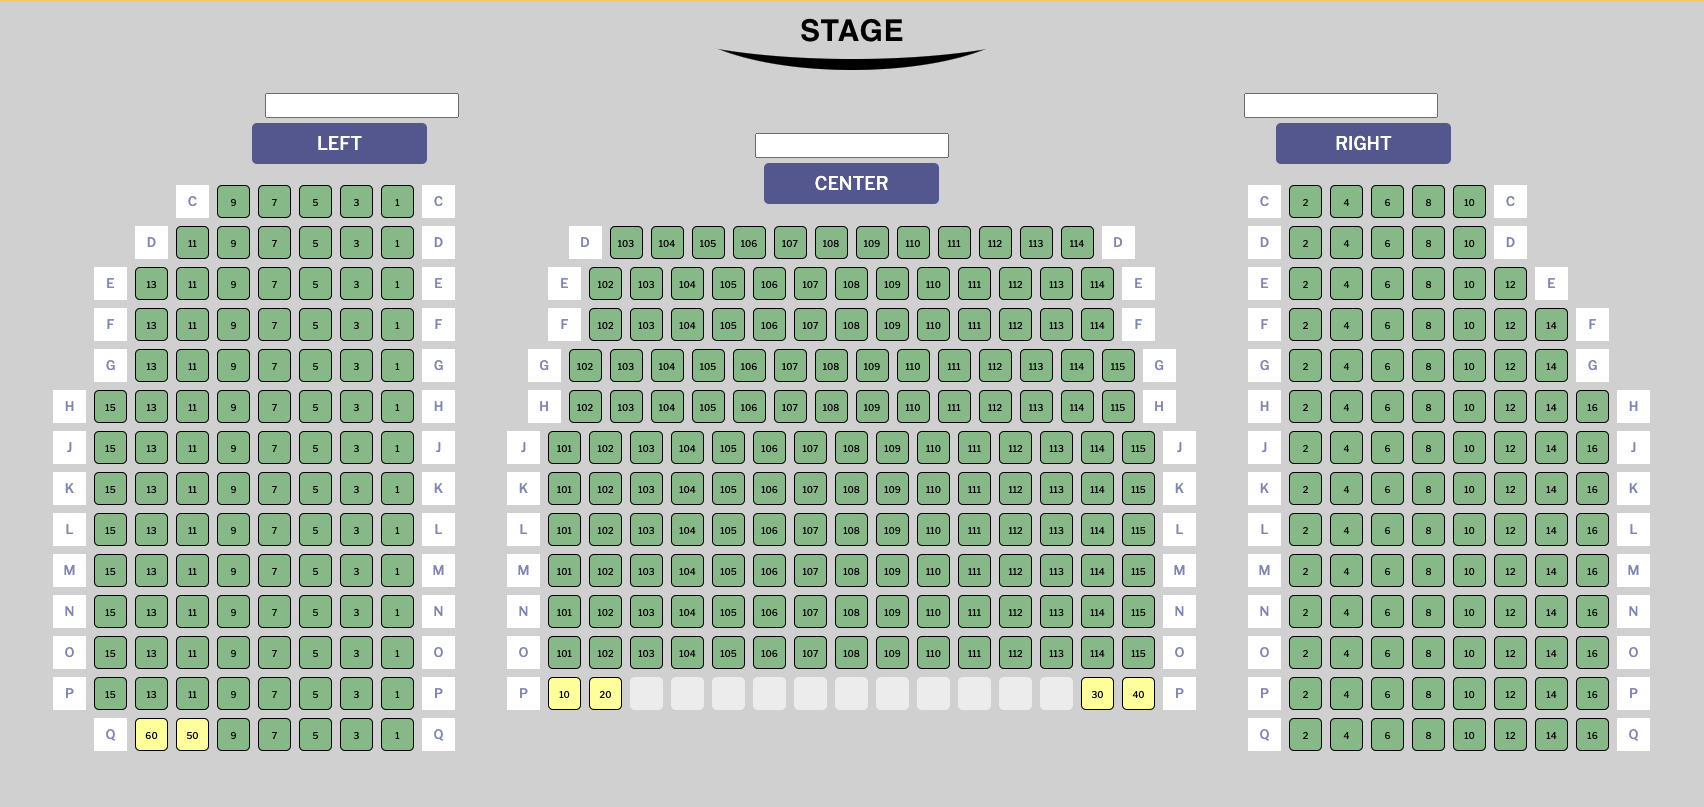 STAGE
LEFT
RIGHT
CENTER
C 9 7 5 3 1 C
C 2 4 6 8 10 C
D 11 9 7 5 3 1 D
D 103 104 105 106 107 108 109 110 111 112 113 114 D
D 2 4 6 8 10 D
E 13 11 9 7 5 3 1 E
E 102 103 104 105 106 107 108 109 110 111 112 113 114 E
E 2 4 6 8 10 12 E
F 13 11 9 7 5 3 1 F
F 102 103 104 105 106 107 108 109 110 111 112 113 114 F
F 2 4 6 8 10 12 14 F
G 13 11 9 7 5 3 1 G
G 102 103 104 105 106 107 108 109 110 111 112 113 114 115 G
G 2 4 6 8 10 12 14 G
H 15 13 11 9 7 5 3 1 H
H 102 103 104 105 106 107 108 109 110 111 112 113 114 115 H
H 2 4 6 8 10 12 14 16 H
J 15 13 11 9 7 5 3 1 J
J 101 102 103 104 105 106 107 108 109 110 111 112 113 114 115 J
J 2 4 6 8 10 12 14 16 J
K 15 13 11 9 7 5 3 1 K
K 101 102 103 104 105 106 107 108 109 110 111 112 113 114 115 K
K 2 4 6 8 10 12 14 16 K
L 15 13 11 9 7 5 3 1 L
L 101 102 103 104 105 106 107 108 109 110 111 112 113 114 115 L
L 2 4 6 8 10 12 14 16 L
M 15 13 11 9 7 5 3 1 M
M 101 102 103 104 105 106 107 108 109 110 111 112 113 114 115 M
M 2 4 6 8 10 12 14 16 M
N 15 13 11 9 7 5 3 1 N
N 101 102 103 104 105 106 107 108 109 110 111 112 113 114 115 N
N 2 4 6 8 10 12 14 16 N
O 15 13 11 9 7 5 3 1 O
O 101 102 103 104 105 106 107 108 109 110 111 112 113 114 115 O
O 2 4 6 8 10 12 14 16 O
P 15 13 11 9 7 5 3 1 P
P 10 20 30 40 P
P 2 4 6 8 10 12 14 16 P
Q 60 50 9 7 5 3 1 Q
Q 2 4 6 8 10 12 14 16 Q